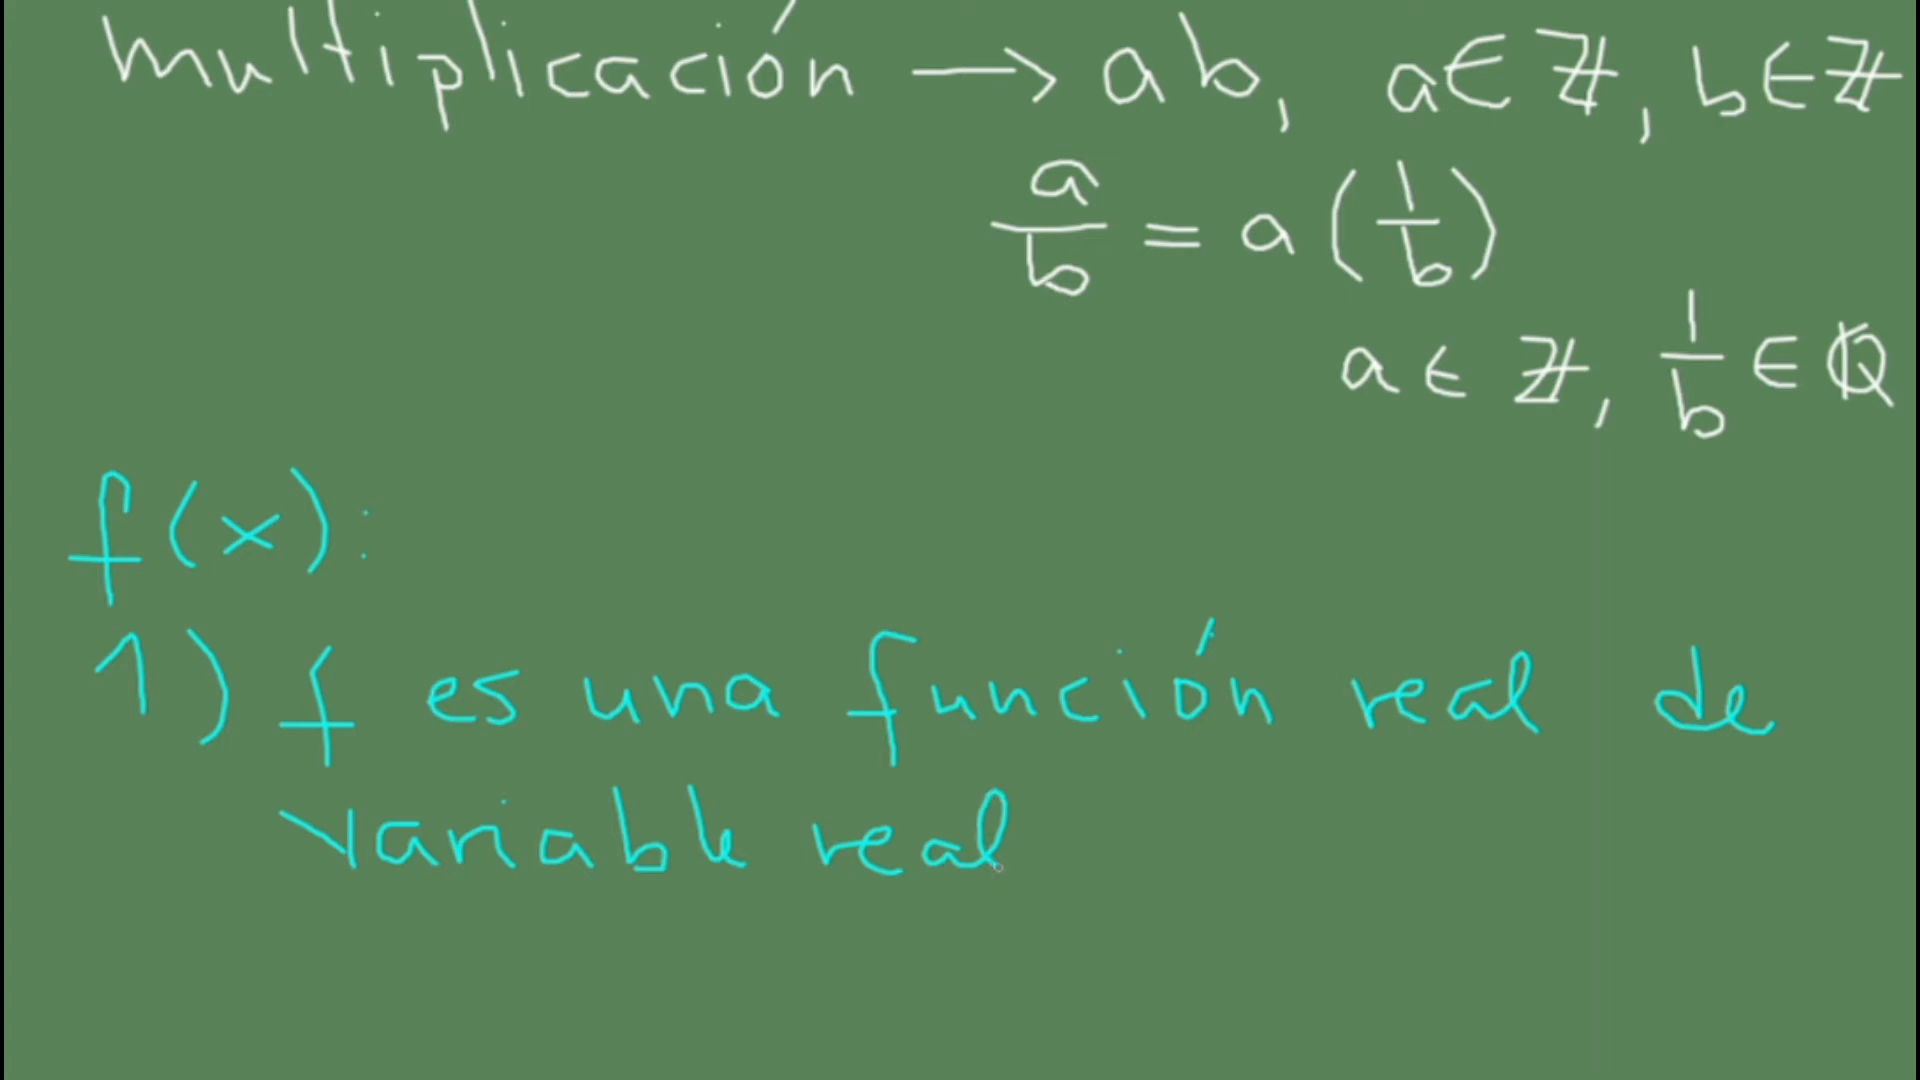 multiplicación → ab, a∈ℤ, b∈ℤ
a/b = a(1/b)
a∈ℤ, 1/b∈ℚ
f(x):
1) f es una función real de
variable real